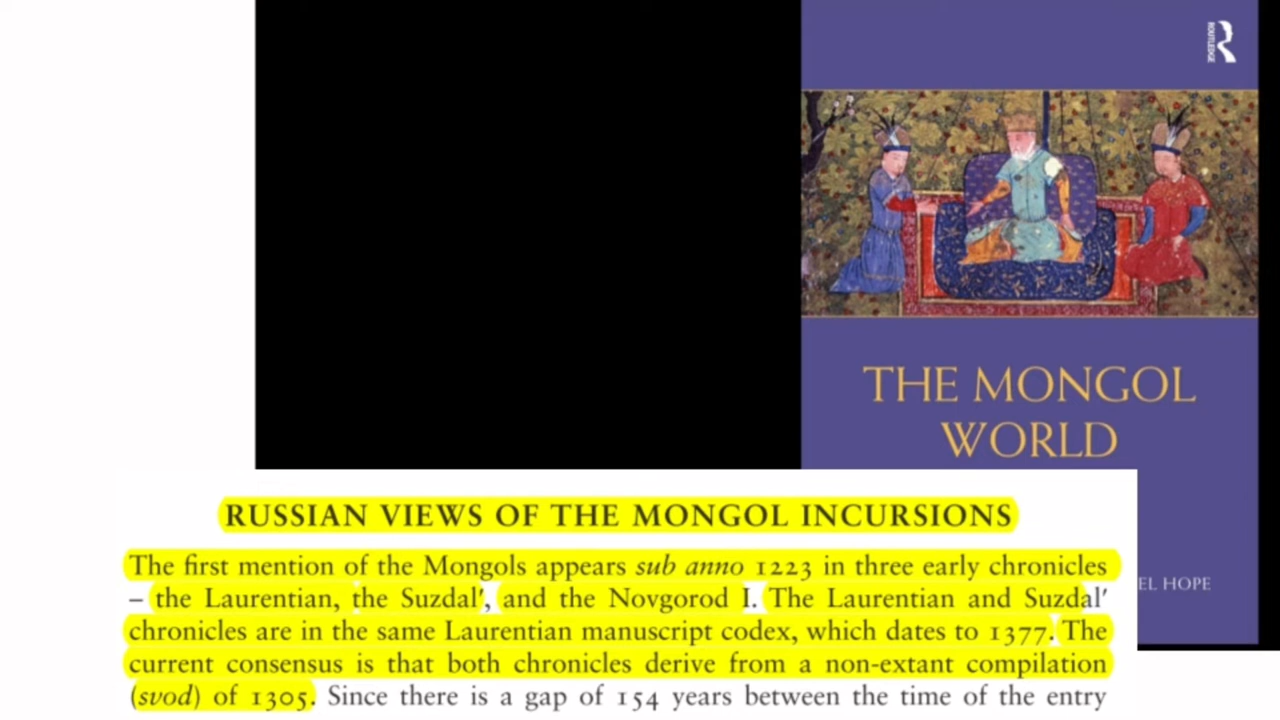 ROUTLEDGE
THE MONGOL
WORLD
EL HOPE
RUSSIAN VIEWS OF THE MONGOL INCURSIONS
The first mention of the Mongols appears sub anno 1223 in three early chronicles
– the Laurentian, the Suzdal′, and the Novgorod I. The Laurentian and Suzdal′
chronicles are in the same Laurentian manuscript codex, which dates to 1377. The
current consensus is that both chronicles derive from a non-extant compilation
(svod) of 1305. Since there is a gap of 154 years between the time of the entry